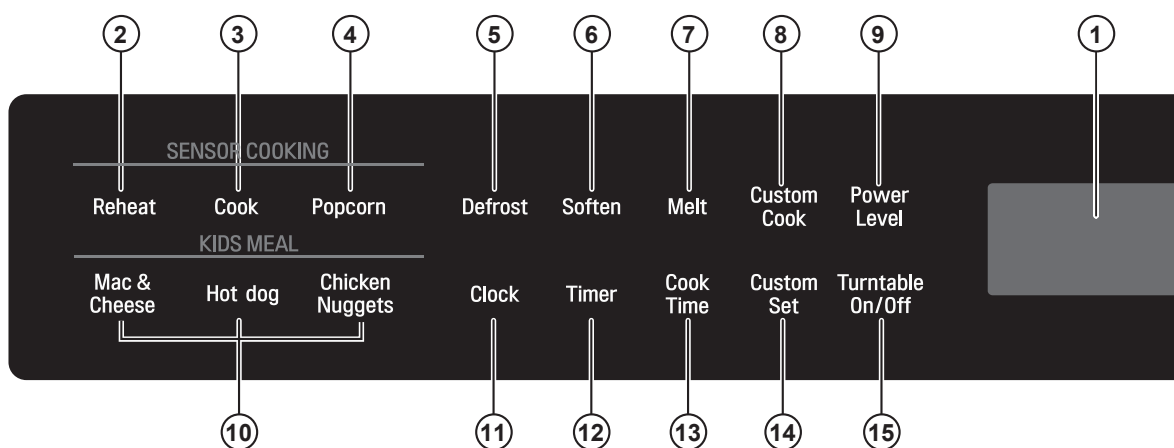 2 3 4 5 6 7 8 9 1
SENSOR COOKING
Reheat Cook Popcorn Defrost Soften Melt Custom Cook Power Level
KIDS MEAL
Mac & Cheese Hot dog Chicken Nuggets Clock Timer Cook Time Custom Set Turntable On/Off
10 11 12 13 14 15